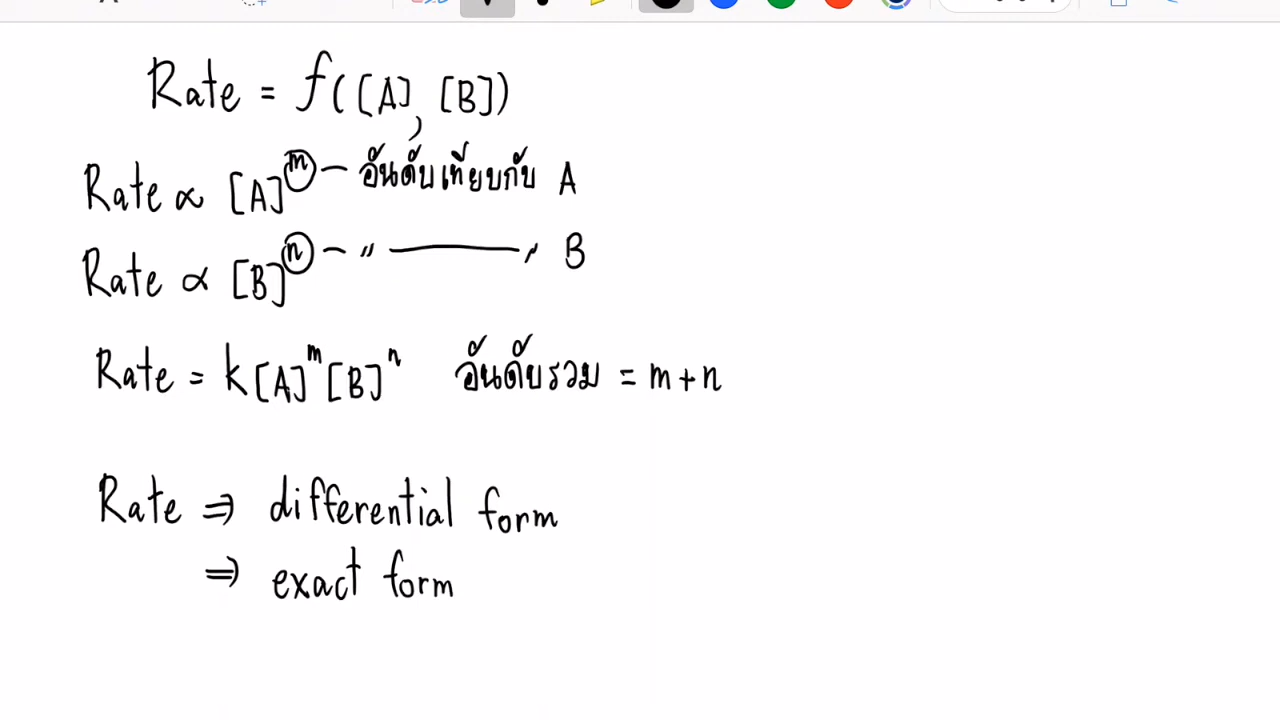 Rate = f([A], [B])
Rate ∝ [A]^m — อันดับเทียบกับ A
Rate ∝ [B]^n — " ——— " B
Rate = k[A]^m[B]^n อันดับรวม = m+n
Rate ⇒ differential form
⇒ exact form